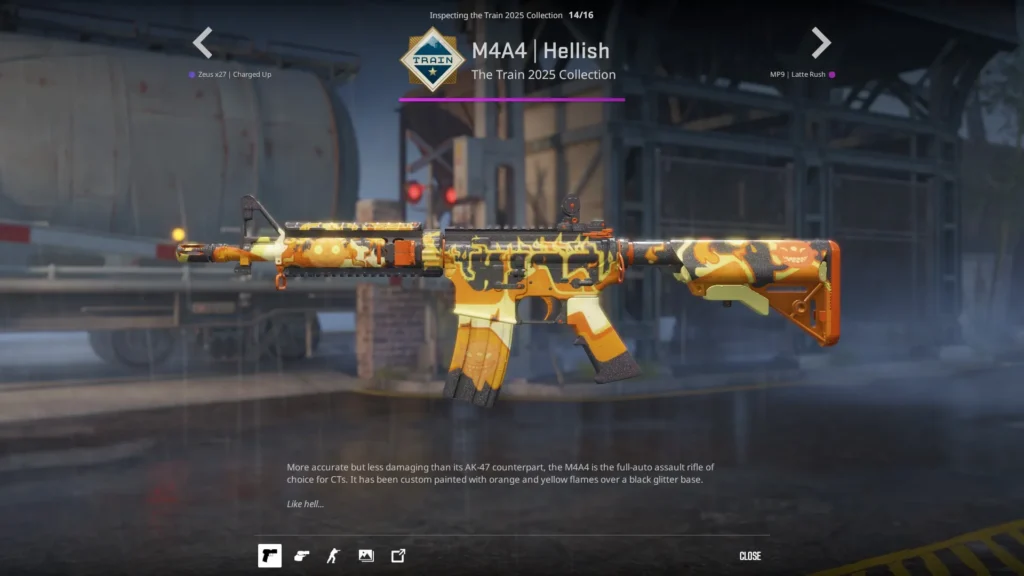 Inspecting the Train 2025 Collection 14/16
TRAIN
M4A4 | Hellish
The Train 2025 Collection
Zeus x27 | Charged Up
MP9 | Latte Rush
More accurate but less damaging than its AK-47 counterpart, the M4A4 is the full-auto assault rifle of
choice for CTs. It has been custom painted with orange and yellow flames over a black glitter base.
Like hell...
CLOSE